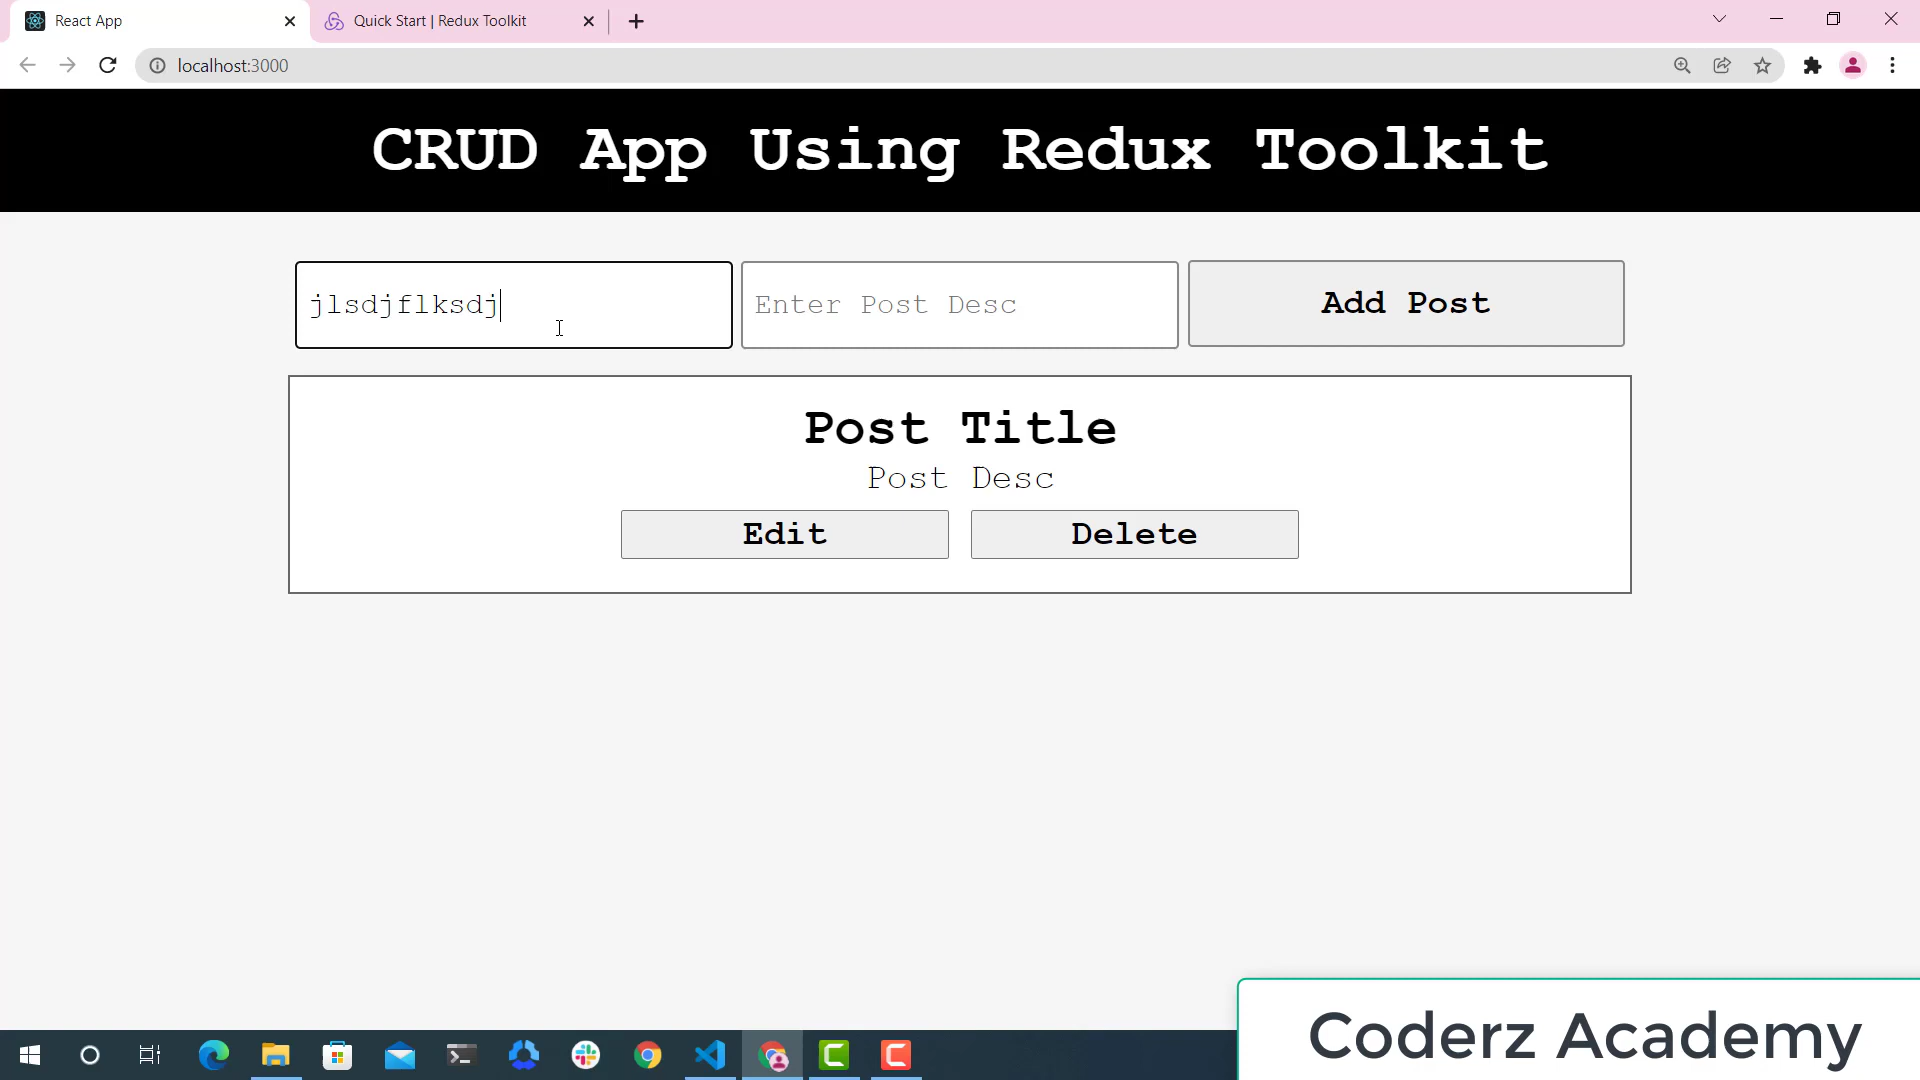 React App
Quick Start | Redux Toolkit
localhost:3000
CRUD App Using Redux Toolkit
jlsdjflksdj
Enter Post Desc
Add Post
Post Title
Post Desc
Edit
Delete
Coderz Academy